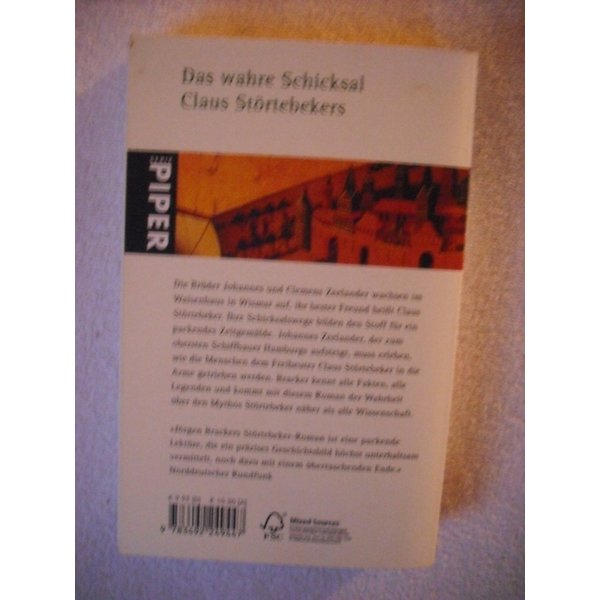 Das wahre Schicksal
Claus Störtebekers
SERIE
PIPER
Die Brüder Johannes und Clemens Zeelander wachsen im
Waisenhaus in Wismar auf, ihr bester Freund heißt Claus
Störtebeker. Ihre Schicksalswege bilden den Stoff für ein
packendes Zeitgemälde. Johannes Zeelander, der zum
obersten Schiffbauer Hamburgs aufsteigt, muss erleben,
wie die Menschen dem Freibeuter Claus Störtebeker in die
Arme getrieben werden. Bracker kennt alle Fakten, alle
Legenden und kommt mit diesem Roman der Wahrheit
über den Mythos Störtebeker näher als alle Wissenschaft.
»Jörgen Brackers Störtebeker-Roman ist eine packende
Lektüre, die ein präzises Geschichtsbild höchst unterhaltsam
vermittelt, noch dazu mit einem überraschenden Ende.«
Norddeutscher Rundfunk
FSC
Mixed Sources